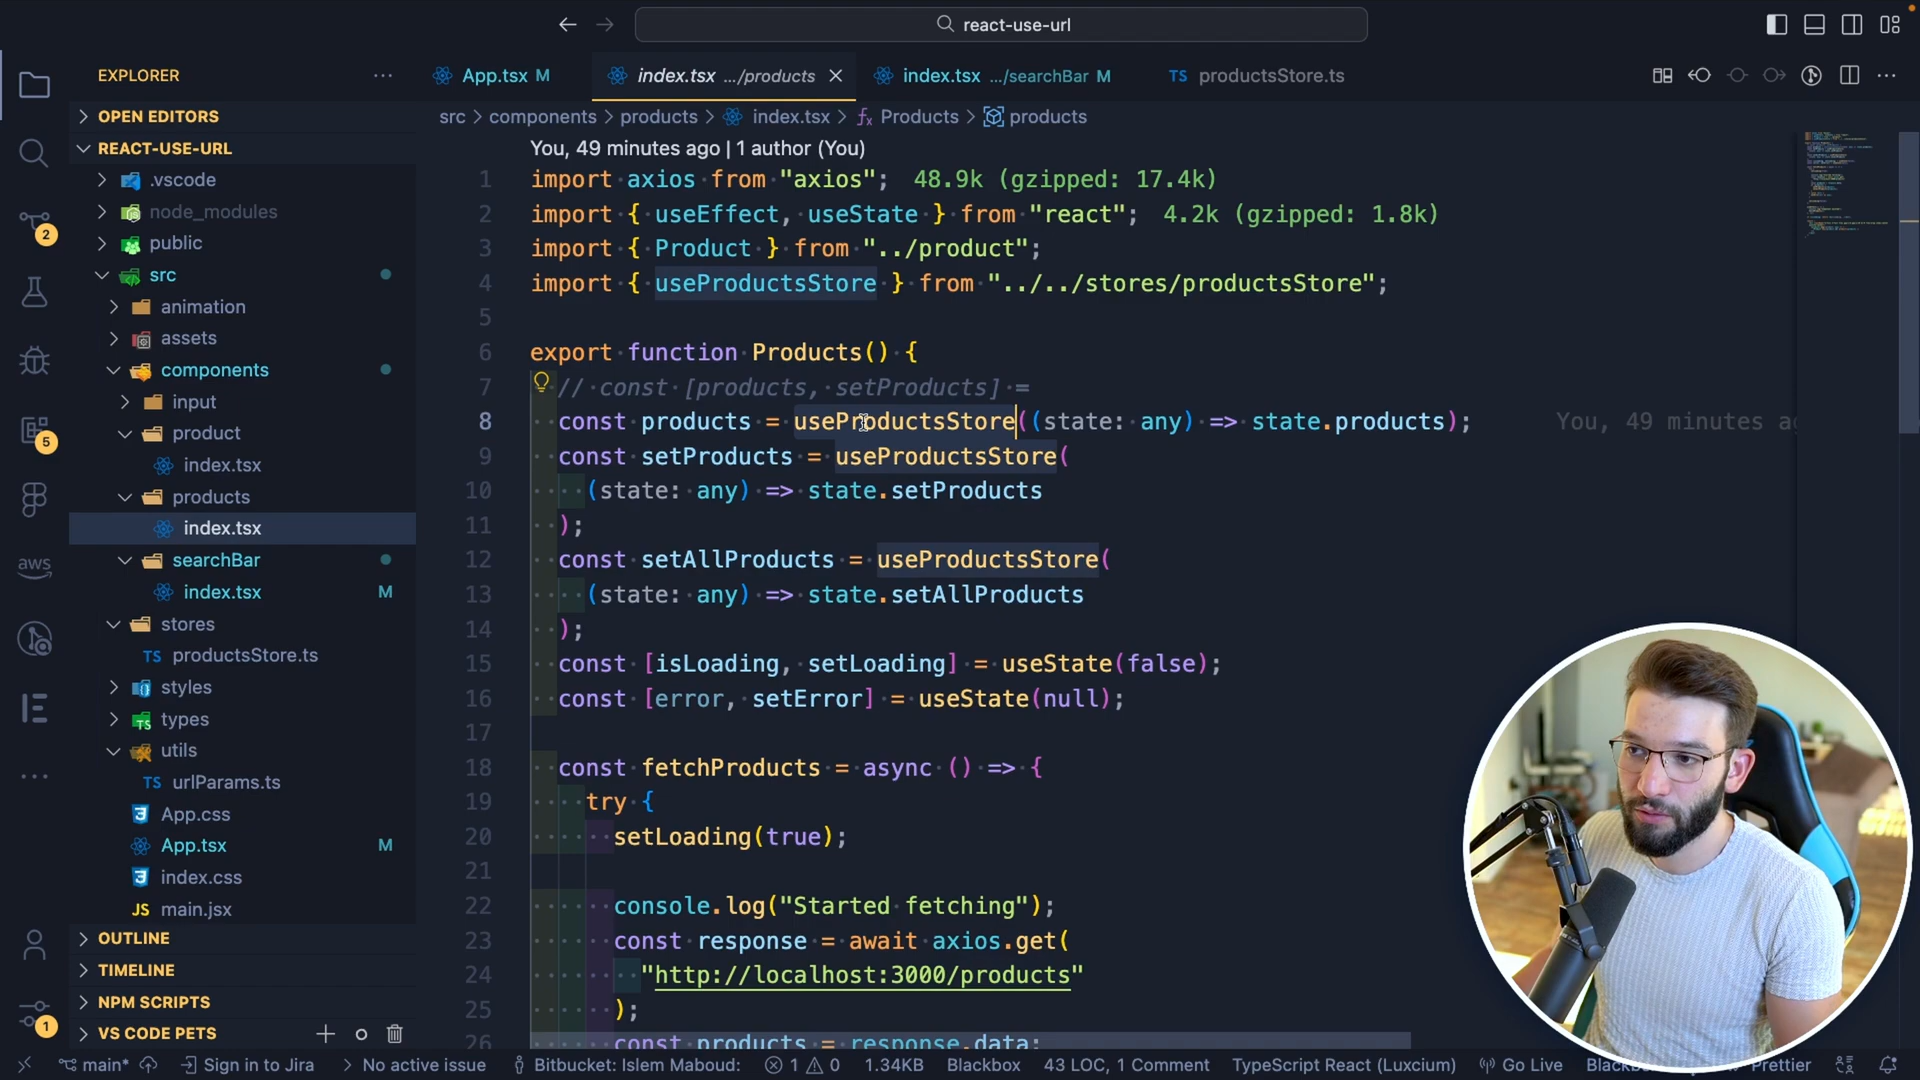 react-use-url
EXPLORER
App.tsx M
index.tsx .../products
index.tsx .../searchBar M
TS productsStore.ts
OPEN EDITORS
REACT-USE-URL
.vscode
node_modules
public
src
animation
assets
components
input
product
index.tsx
products
index.tsx
searchBar
index.tsx M
stores
TS productsStore.ts
styles
types
utils
TS urlParams.ts
App.css
App.tsx M
index.css
JS main.jsx
OUTLINE
TIMELINE
NPM SCRIPTS
VS CODE PETS
2
5
aws
1
src > components > products > index.tsx > Products > products
You, 49 minutes ago | 1 author (You)
1 import axios from "axios"; 48.9k (gzipped: 17.4k)
2 import { useEffect, useState } from "react"; 4.2k (gzipped: 1.8k)
3 import { Product } from "../product";
4 import { useProductsStore } from "../../stores/productsStore";
5
6 export function Products() {
7 // const [products, setProducts] =
8 const products = useProductsStore((state: any) => state.products); You, 49 minutes
9 const setProducts = useProductsStore(
10 (state: any) => state.setProducts
11 );
12 const setAllProducts = useProductsStore(
13 (state: any) => state.setAllProducts
14 );
15 const [isLoading, setLoading] = useState(false);
16 const [error, setError] = useState(null);
17
18 const fetchProducts = async () => {
19 try {
20 setLoading(true);
21
22 console.log("Started fetching");
23 const response = await axios.get(
24 "http://localhost:3000/products"
25 );
26 const products = response.data;
main* Sign in to Jira No active issue Bitbucket: Islem Maboud: 1 0 1.34KB Blackbox 43 LOC, 1 Comment TypeScript React (Luxcium) Go Live Prettier